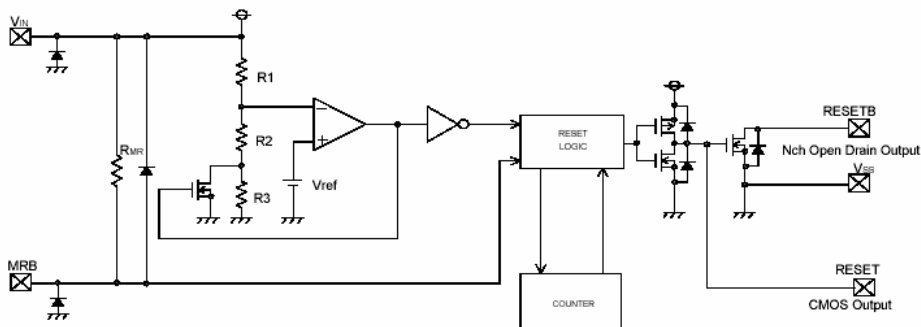 VIN
R1
RESETB
RMR
R2
RESET
LOGIC
Nch Open Drain Output
Vref
VSS
R3
MRB
RESET
COUNTER
CMOS Output